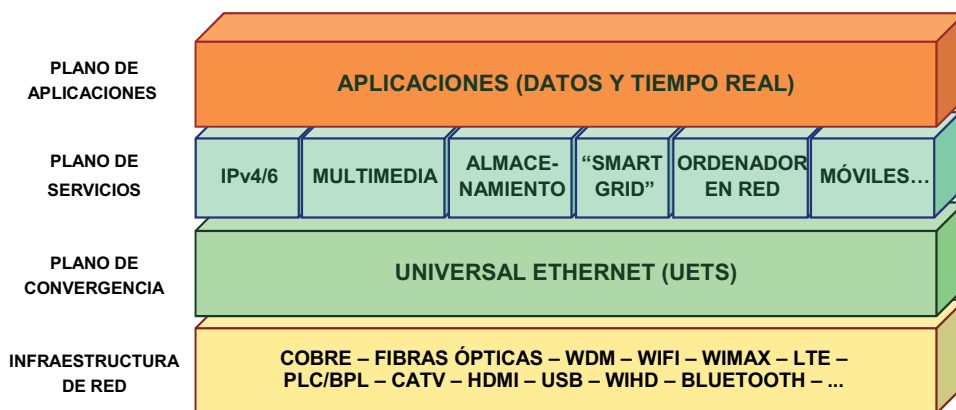 PLANO DE
APLICACIONES
APLICACIONES (DATOS Y TIEMPO REAL)
PLANO DE
SERVICIOS
IPv4/6
MULTIMEDIA
ALMACE-
NAMIENTO
“SMART
GRID”
ORDENADOR
EN RED
MÓVILES…
PLANO DE
CONVERGENCIA
UNIVERSAL ETHERNET (UETS)
INFRAESTRUCTURA
DE RED
COBRE – FIBRAS ÓPTICAS – WDM – WIFI – WIMAX – LTE –
PLC/BPL – CATV – HDMI – USB – WIHD – BLUETOOTH – ...